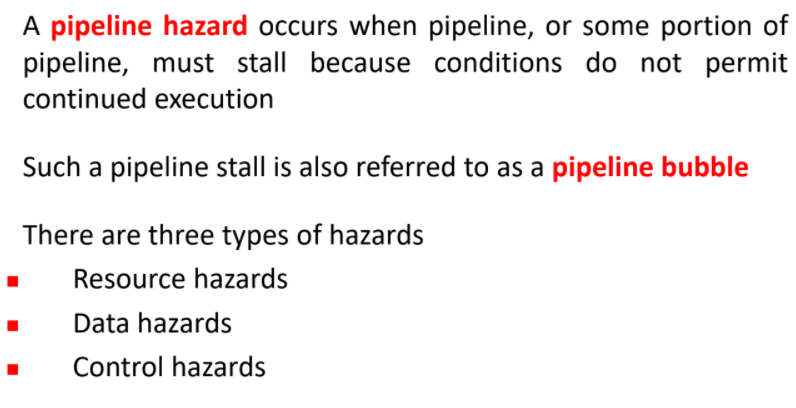 A pipeline hazard occurs when pipeline, or some portion of
pipeline, must stall because conditions do not permit
continued execution
Such a pipeline stall is also referred to as a pipeline bubble
There are three types of hazards
Resource hazards
Data hazards
Control hazards